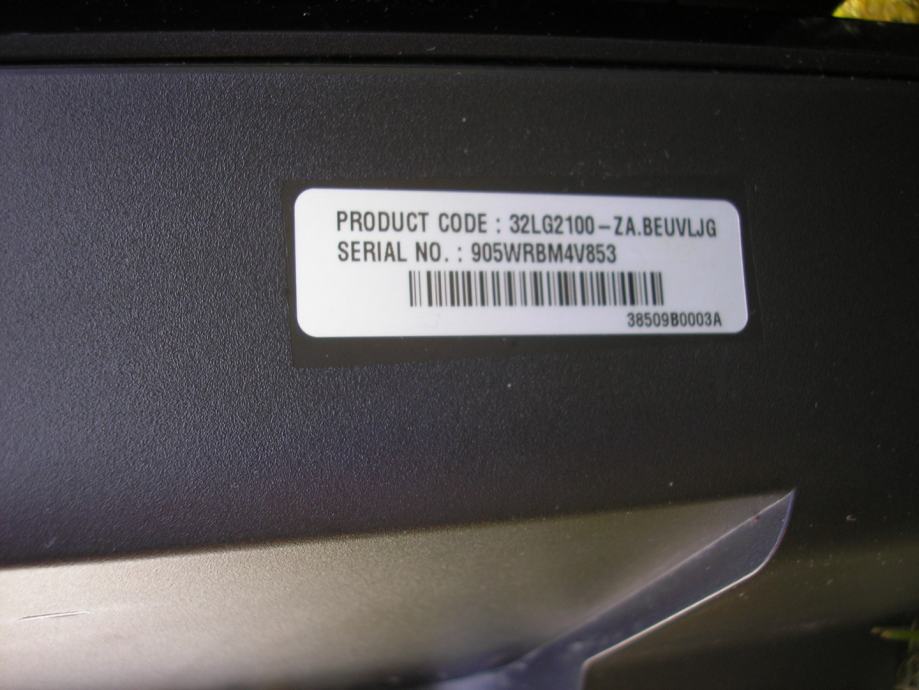 PRODUCT CODE : 32LG2100-ZA.BEUVLJG
SERIAL NO. : 905WRBM4V853
38509B0003A